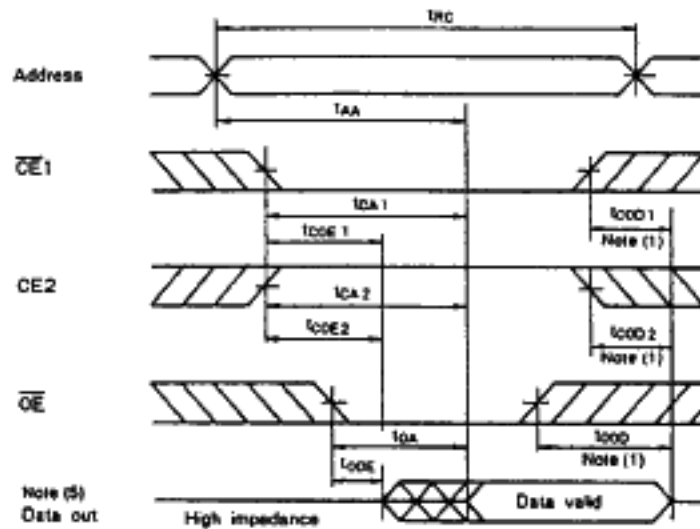 tRC
Address
tAA
CE1
tCA1
tCOE1
tCOD1
Note (1)
CE2
tCA2
tCOE2
tCOD2
Note (1)
OE
tOA
tOOD
Note (1)
tOOE
Note (5)
Data out
High impedance
Data valid